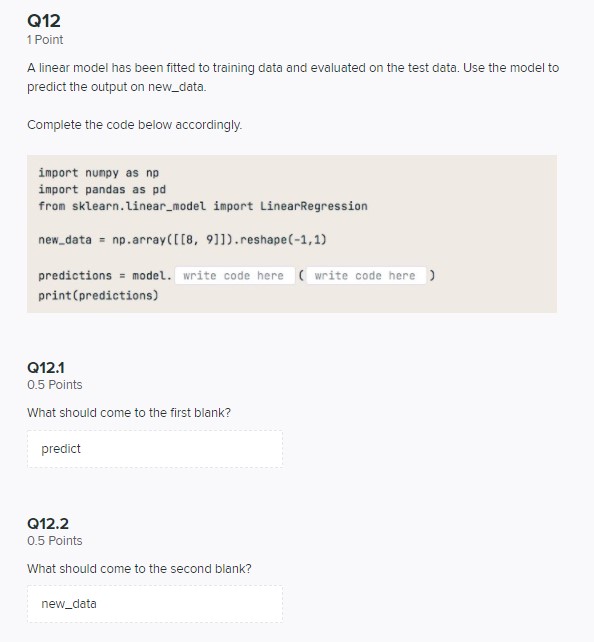 Q12
1 Point
A linear model has been fitted to training data and evaluated on the test data. Use the model to
predict the output on new_data.
Complete the code below accordingly.
import numpy as np
import pandas as pd
from sklearn.linear_model import LinearRegression
new_data = np.array([[8, 9]]).reshape(-1,1)
predictions = model. write code here ( write code here )
print(predictions)
Q12.1
0.5 Points
What should come to the first blank?
predict
Q12.2
0.5 Points
What should come to the second blank?
new_data